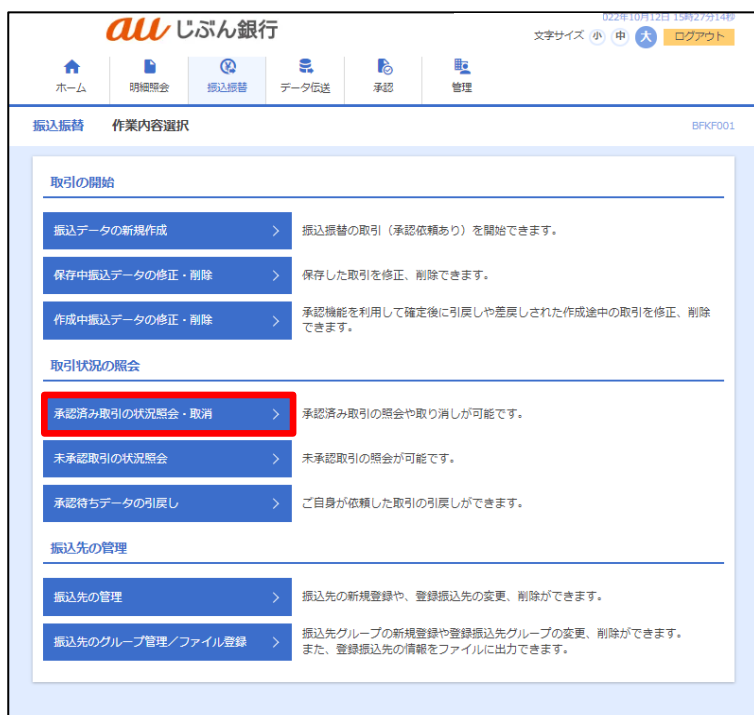 022年10月12日 15時27分14秒
au じぶん銀行
文字サイズ 小 中 大 ログアウト
ホーム 明細照会 振込振替 データ伝送 承認 管理
振込振替 作業内容選択 BFKF001
取引の開始
振込データの新規作成 振込振替の取引（承認依頼あり）を開始できます。
保存中振込データの修正・削除 保存した取引を修正、削除できます。
作成中振込データの修正・削除 承認機能を利用して確定後に引戻しや差戻しされた作成途中の取引を修正、削除
できます。
取引状況の照会
承認済み取引の状況照会・取消 承認済み取引の照会や取り消しが可能です。
未承認取引の状況照会 未承認取引の照会が可能です。
承認待ちデータの引戻し ご自身が依頼した取引の引戻しができます。
振込先の管理
振込先の管理 振込先の新規登録や、登録振込先の変更、削除ができます。
振込先のグループ管理／ファイル登録 振込先グループの新規登録や登録振込先グループの変更、削除ができます。
また、登録振込先の情報をファイルに出力できます。